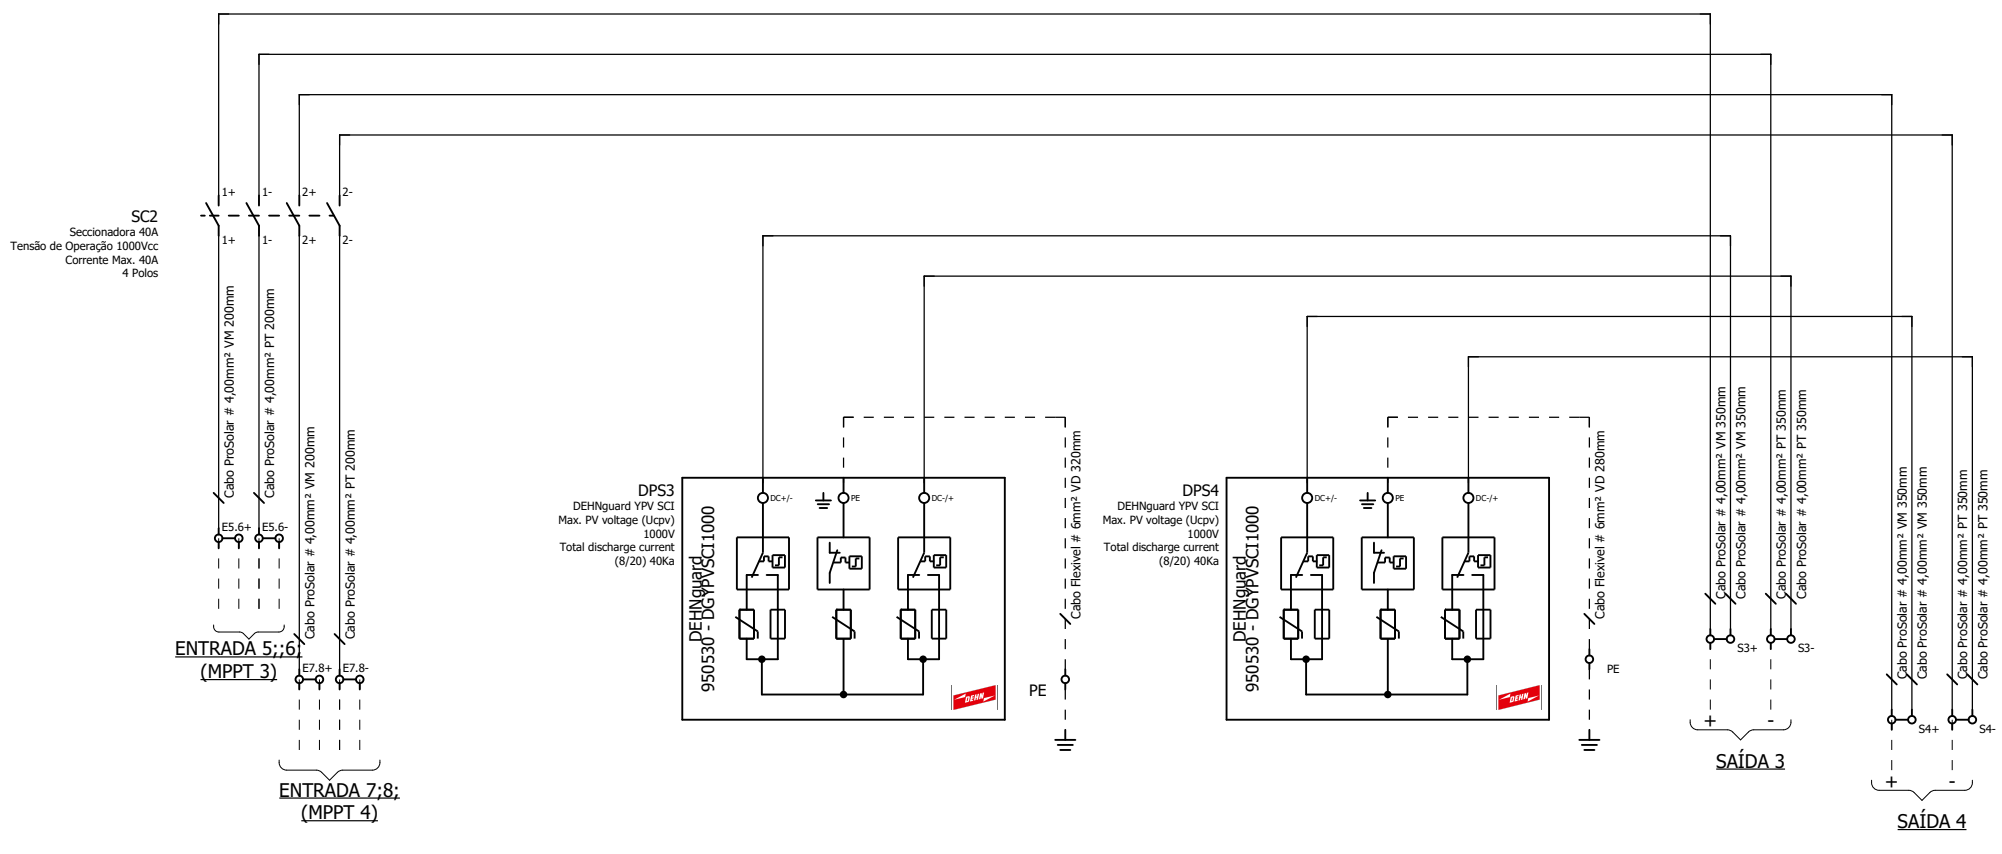 1+
1-
2+
2-
SC2
Seccionadora 40A
Tensão de Operação 1000Vcc
Corrente Max. 40A
4 Polos
1+
1-
2+
2-
Cabo ProSolar # 4,00mm² VM 200mm
Cabo ProSolar # 4,00mm² PT 200mm
Cabo ProSolar # 4,00mm² VM 200mm
Cabo ProSolar # 4,00mm² PT 200mm
E5.6+
E5.6-
ENTRADA 5;;6;
(MPPT 3)
E7.8+
E7.8-
ENTRADA 7;8;
(MPPT 4)
DPS3
DEHNguard YPV SCI
Max. PV voltage (Ucpv)
1000V
Total discharge current
(8/20) 40Ka
DEHNguard
950530 - DGYPVSCI1000
DC+/-
PE
DC-/+
DEHN
Cabo Flexivel # 6mm² VD 320mm
PE
DPS4
DEHNguard YPV SCI
Max. PV voltage (Ucpv)
1000V
Total discharge current
(8/20) 40Ka
DEHNguard
950530 - DGYPVSCI1000
DC+/-
PE
DC-/+
DEHN
Cabo Flexivel # 6mm² VD 280mm
PE
Cabo ProSolar # 4,00mm² VM 350mm
Cabo ProSolar # 4,00mm² VM 350mm
Cabo ProSolar # 4,00mm² PT 350mm
Cabo ProSolar # 4,00mm² PT 350mm
S3+
S3-
+
-
SAÍDA 3
Cabo ProSolar # 4,00mm² VM 350mm
Cabo ProSolar # 4,00mm² VM 350mm
Cabo ProSolar # 4,00mm² PT 350mm
Cabo ProSolar # 4,00mm² PT 350mm
S4+
S4-
+
-
SAÍDA 4